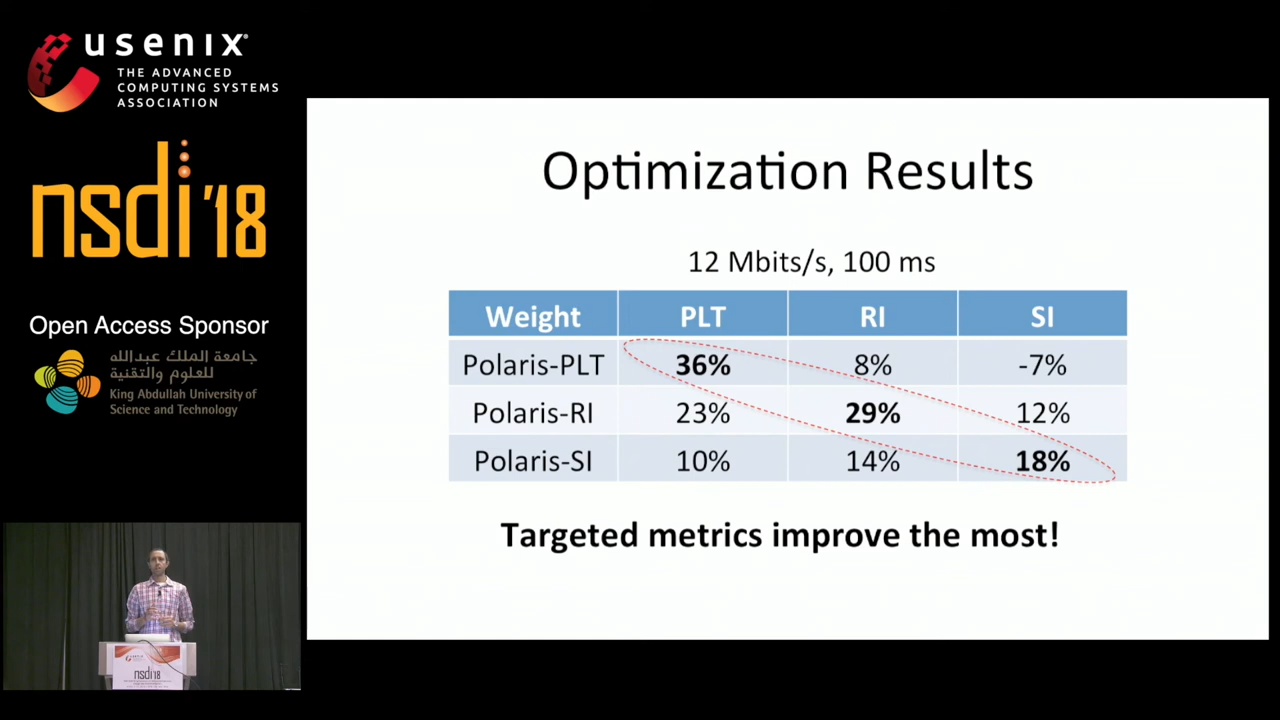 usenix
THE ADVANCED
COMPUTING SYSTEMS
ASSOCIATION
nsdi '18
Open Access Sponsor
جامعة الملك عبدالله
للعلوم والتقنية
King Abdullah University of
Science and Technology
Optimization Results
12 Mbits/s, 100 ms
Weight PLT RI SI
Polaris-PLT 36% 8% -7%
Polaris-RI 23% 29% 12%
Polaris-SI 10% 14% 18%
Targeted metrics improve the most!
nsdi'18